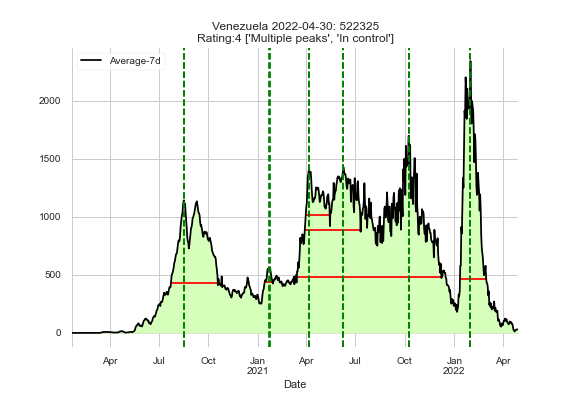 Venezuela 2022-04-30: 522325
Rating:4 ['Multiple peaks', 'In control']
Average-7d
2000
1500
1000
500
0
Apr Jul Oct Jan Apr Jul Oct Jan Apr
2021 2022
Date